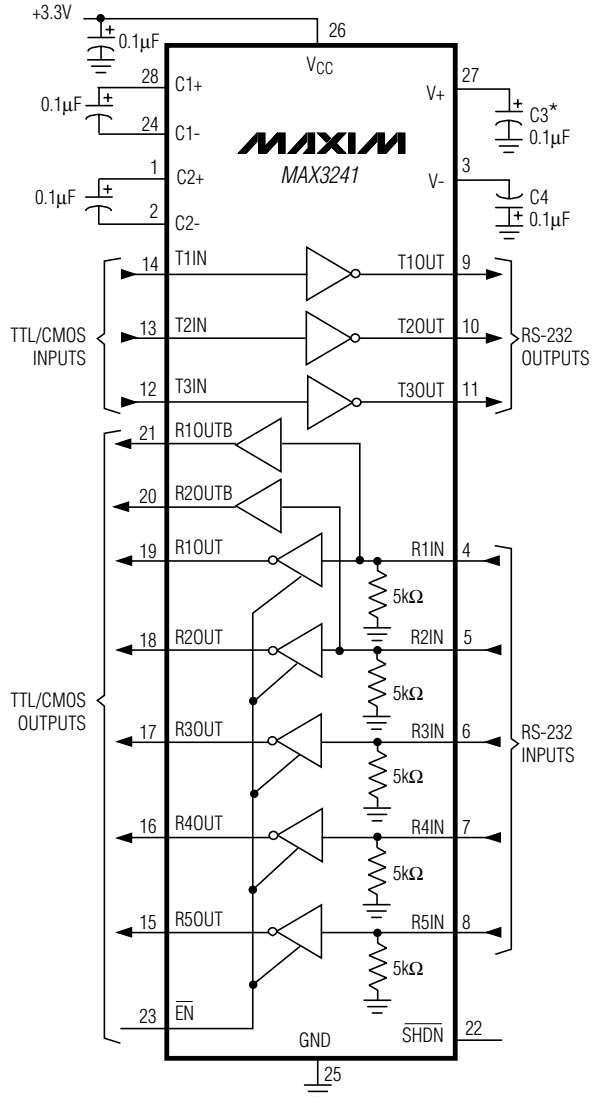 +3.3V
26
0.1μF
VCC
28
C1+
27
V+
0.1μF
+
C3*
0.1μF
24
C1-
MAXIM
MAX3241
1
C2+
3
V-
0.1μF
+
C4
0.1μF
2
C2-
14
T1IN
T1OUT
9
TTL/CMOS
INPUTS
13
T2IN
T2OUT
10
RS-232
OUTPUTS
12
T3IN
T3OUT
11
21
R1OUTB
20
R2OUTB
19
R1OUT
R1IN
4
5kΩ
18
R2OUT
R2IN
5
5kΩ
TTL/CMOS
OUTPUTS
17
R3OUT
R3IN
6
RS-232
INPUTS
5kΩ
16
R4OUT
R4IN
7
5kΩ
15
R5OUT
R5IN
8
5kΩ
23
EN
GND
SHDN
22
25